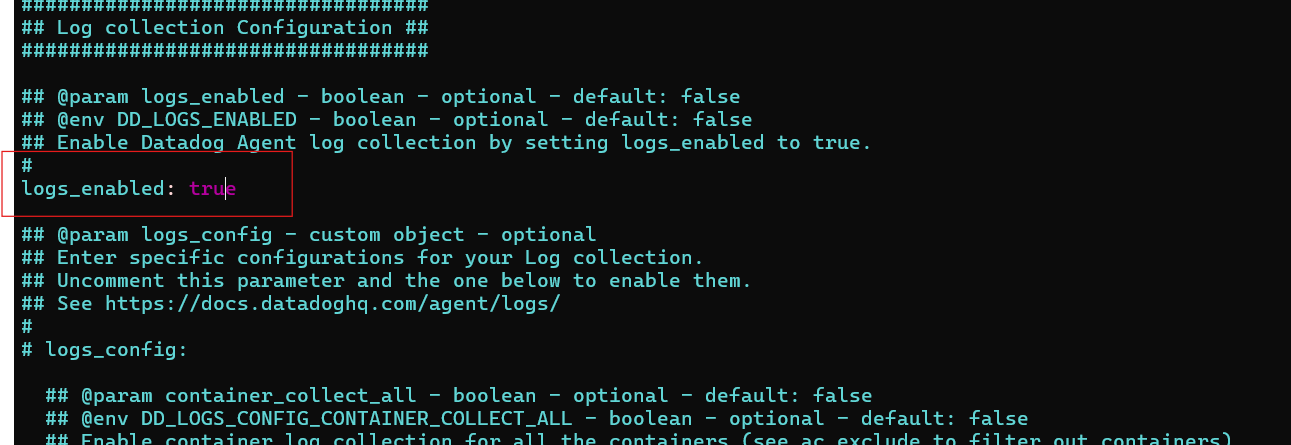 ##################################
## Log collection Configuration ##
##################################
## @param logs_enabled - boolean - optional - default: false
## @env DD_LOGS_ENABLED - boolean - optional - default: false
## Enable Datadog Agent log collection by setting logs_enabled to true.
#
logs_enabled: true
## @param logs_config - custom object - optional
## Enter specific configurations for your Log collection.
## Uncomment this parameter and the one below to enable them.
## See https://docs.datadoghq.com/agent/logs/
#
# logs_config:
## @param container_collect_all - boolean - optional - default: false
## @env DD_LOGS_CONFIG_CONTAINER_COLLECT_ALL - boolean - optional - default: false
## Enable container log collection for all the containers (see ac_exclude to filter out containers)